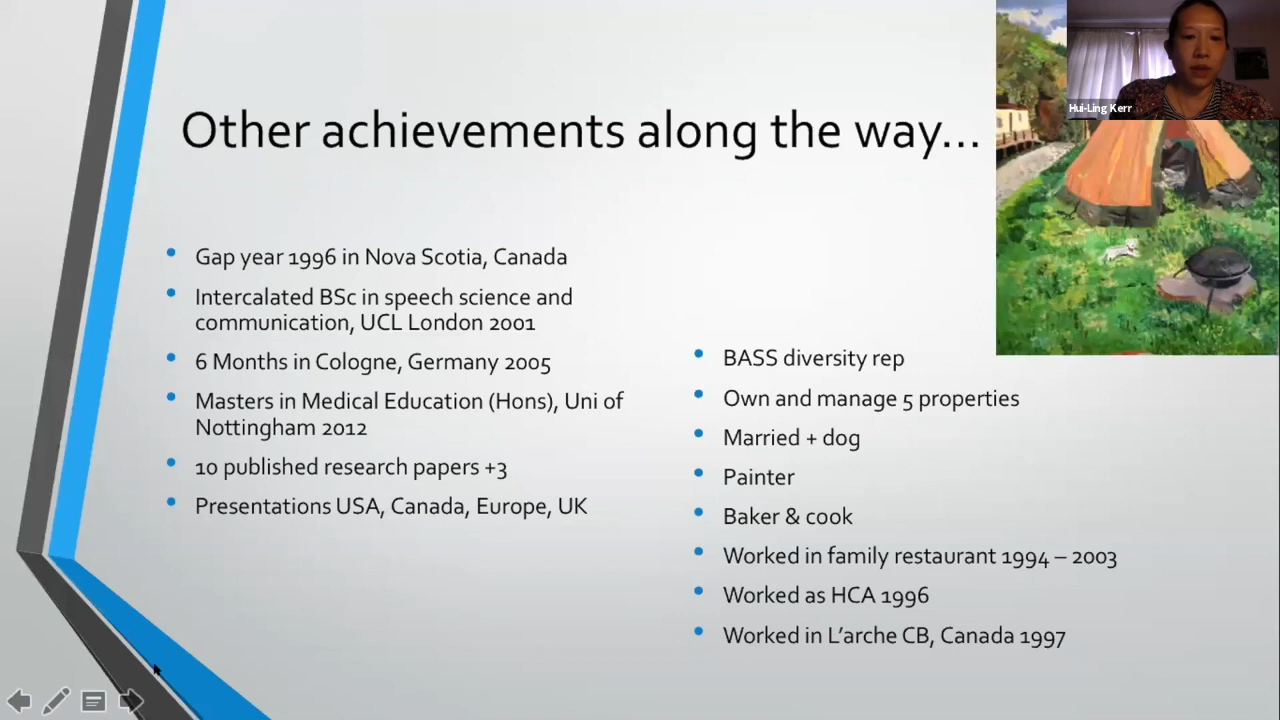 Other achievements along the way...
Hui-Ling Kerr
Gap year 1996 in Nova Scotia, Canada
Intercalated BSc in speech science and
communication, UCL London 2001
6 Months in Cologne, Germany 2005
Masters in Medical Education (Hons), Uni of
Nottingham 2012
10 published research papers +3
Presentations USA, Canada, Europe, UK
BASS diversity rep
Own and manage 5 properties
Married + dog
Painter
Baker & cook
Worked in family restaurant 1994 – 2003
Worked as HCA 1996
Worked in L’arche CB, Canada 1997